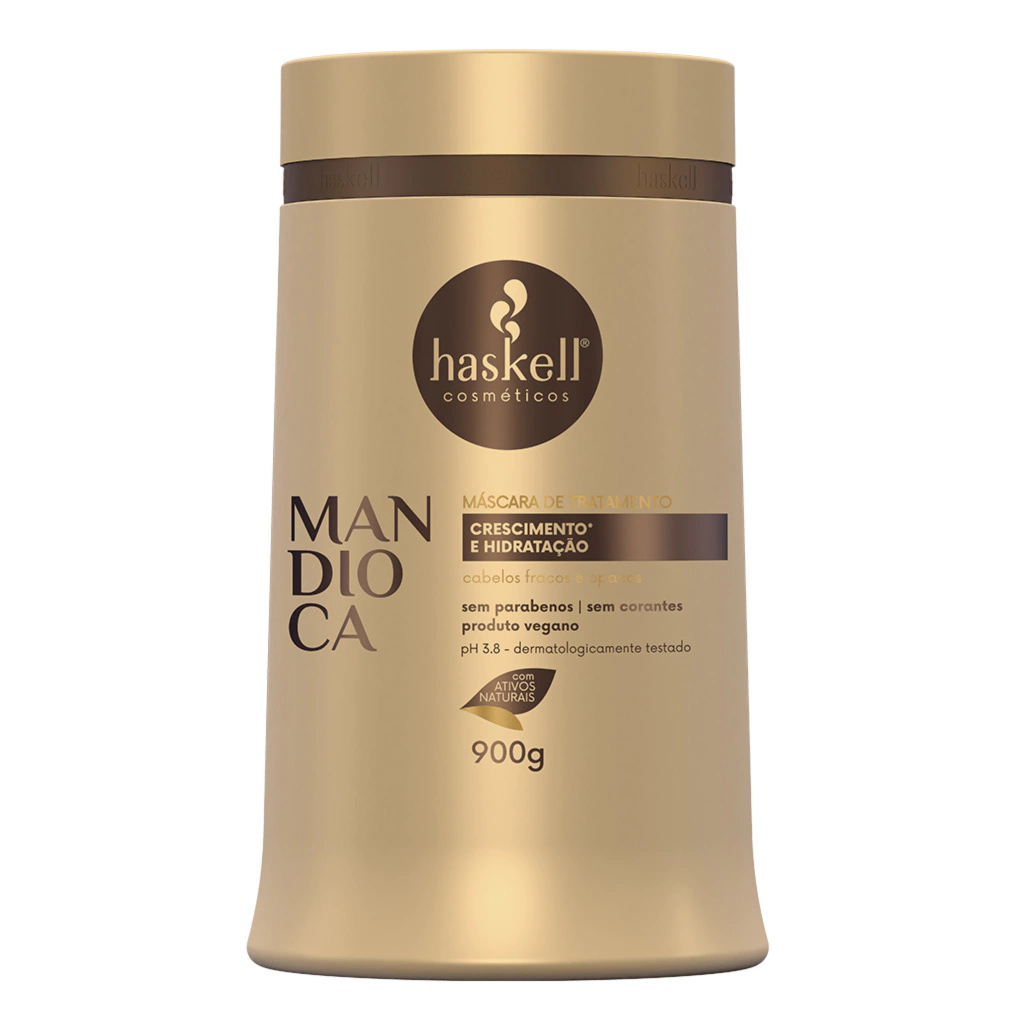 haskell haskell
haskell®
cosméticos
MAN
DIO
CA
MÁSCARA DE TRATAMENTO
CRESCIMENTO*
E HIDRATAÇÃO
cabelos fracos e opacos
sem parabenos | sem corantes
produto vegano
pH 3.8 - dermatologicamente testado
com
ATIVOS
NATURAIS
900g